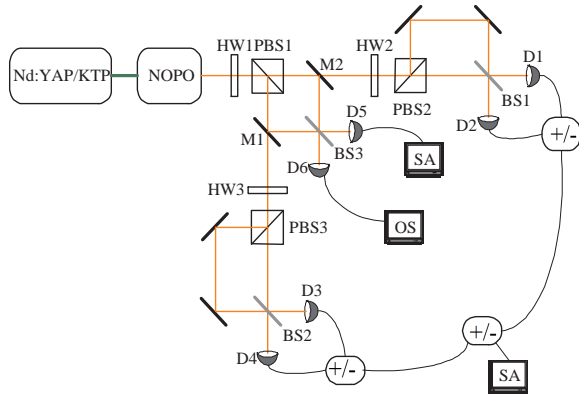 HW1 PBS1
HW2
M2
D1
Nd:YAP/KTP
NOPO
PBS2
BS1
D5
D2
+/-
M1
BS3
D6
SA
HW3
OS
PBS3
D3
+/-
BS2
D4
+/-
SA